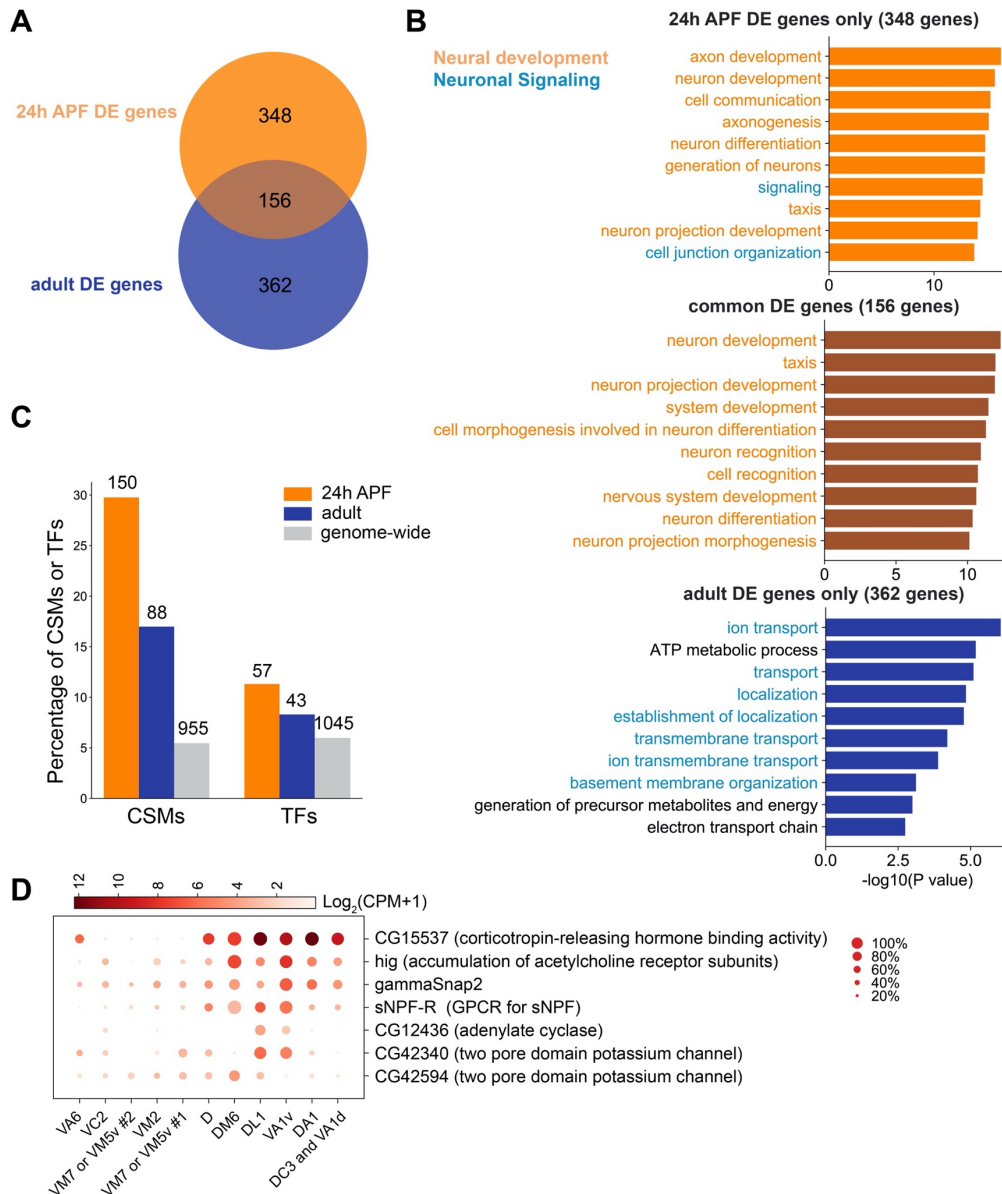 A
24h APF DE genes
348
156
adult DE genes
362
B
Neural development
Neuronal Signaling
24h APF DE genes only (348 genes)
axon development
neuron development
cell communication
axonogenesis
neuron differentiation
generation of neurons
signaling
taxis
neuron projection development
cell junction organization
0
10
common DE genes (156 genes)
neuron development
taxis
neuron projection development
system development
cell morphogenesis involved in neuron differentiation
neuron recognition
cell recognition
nervous system development
neuron differentiation
neuron projection morphogenesis
0
5
10
adult DE genes only (362 genes)
ion transport
ATP metabolic process
transport
localization
establishment of localization
transmembrane transport
ion transmembrane transport
basement membrane organization
generation of precursor metabolites and energy
electron transport chain
0.0
2.5
5.0
-log10(P value)
C
Percentage of CSMs or TFs
30
25
20
15
10
5
0
150
88
955
57
43
1045
24h APF
adult
genome-wide
CSMs
TFs
D
12
10
8
6
4
2
Log2(CPM+1)
CG15537 (corticotropin-releasing hormone binding activity)
hig (accumulation of acetylcholine receptor subunits)
gammaSnap2
sNPF-R (GPCR for sNPF)
CG12436 (adenylate cyclase)
CG42340 (two pore domain potassium channel)
CG42594 (two pore domain potassium channel)
100%
80%
60%
40%
20%
VA6
VC2
VM7 or VM5v #2
VM2
VM7 or VM5v #1
D
DM6
DL1
VA1v
DA1
DC3 and VA1d